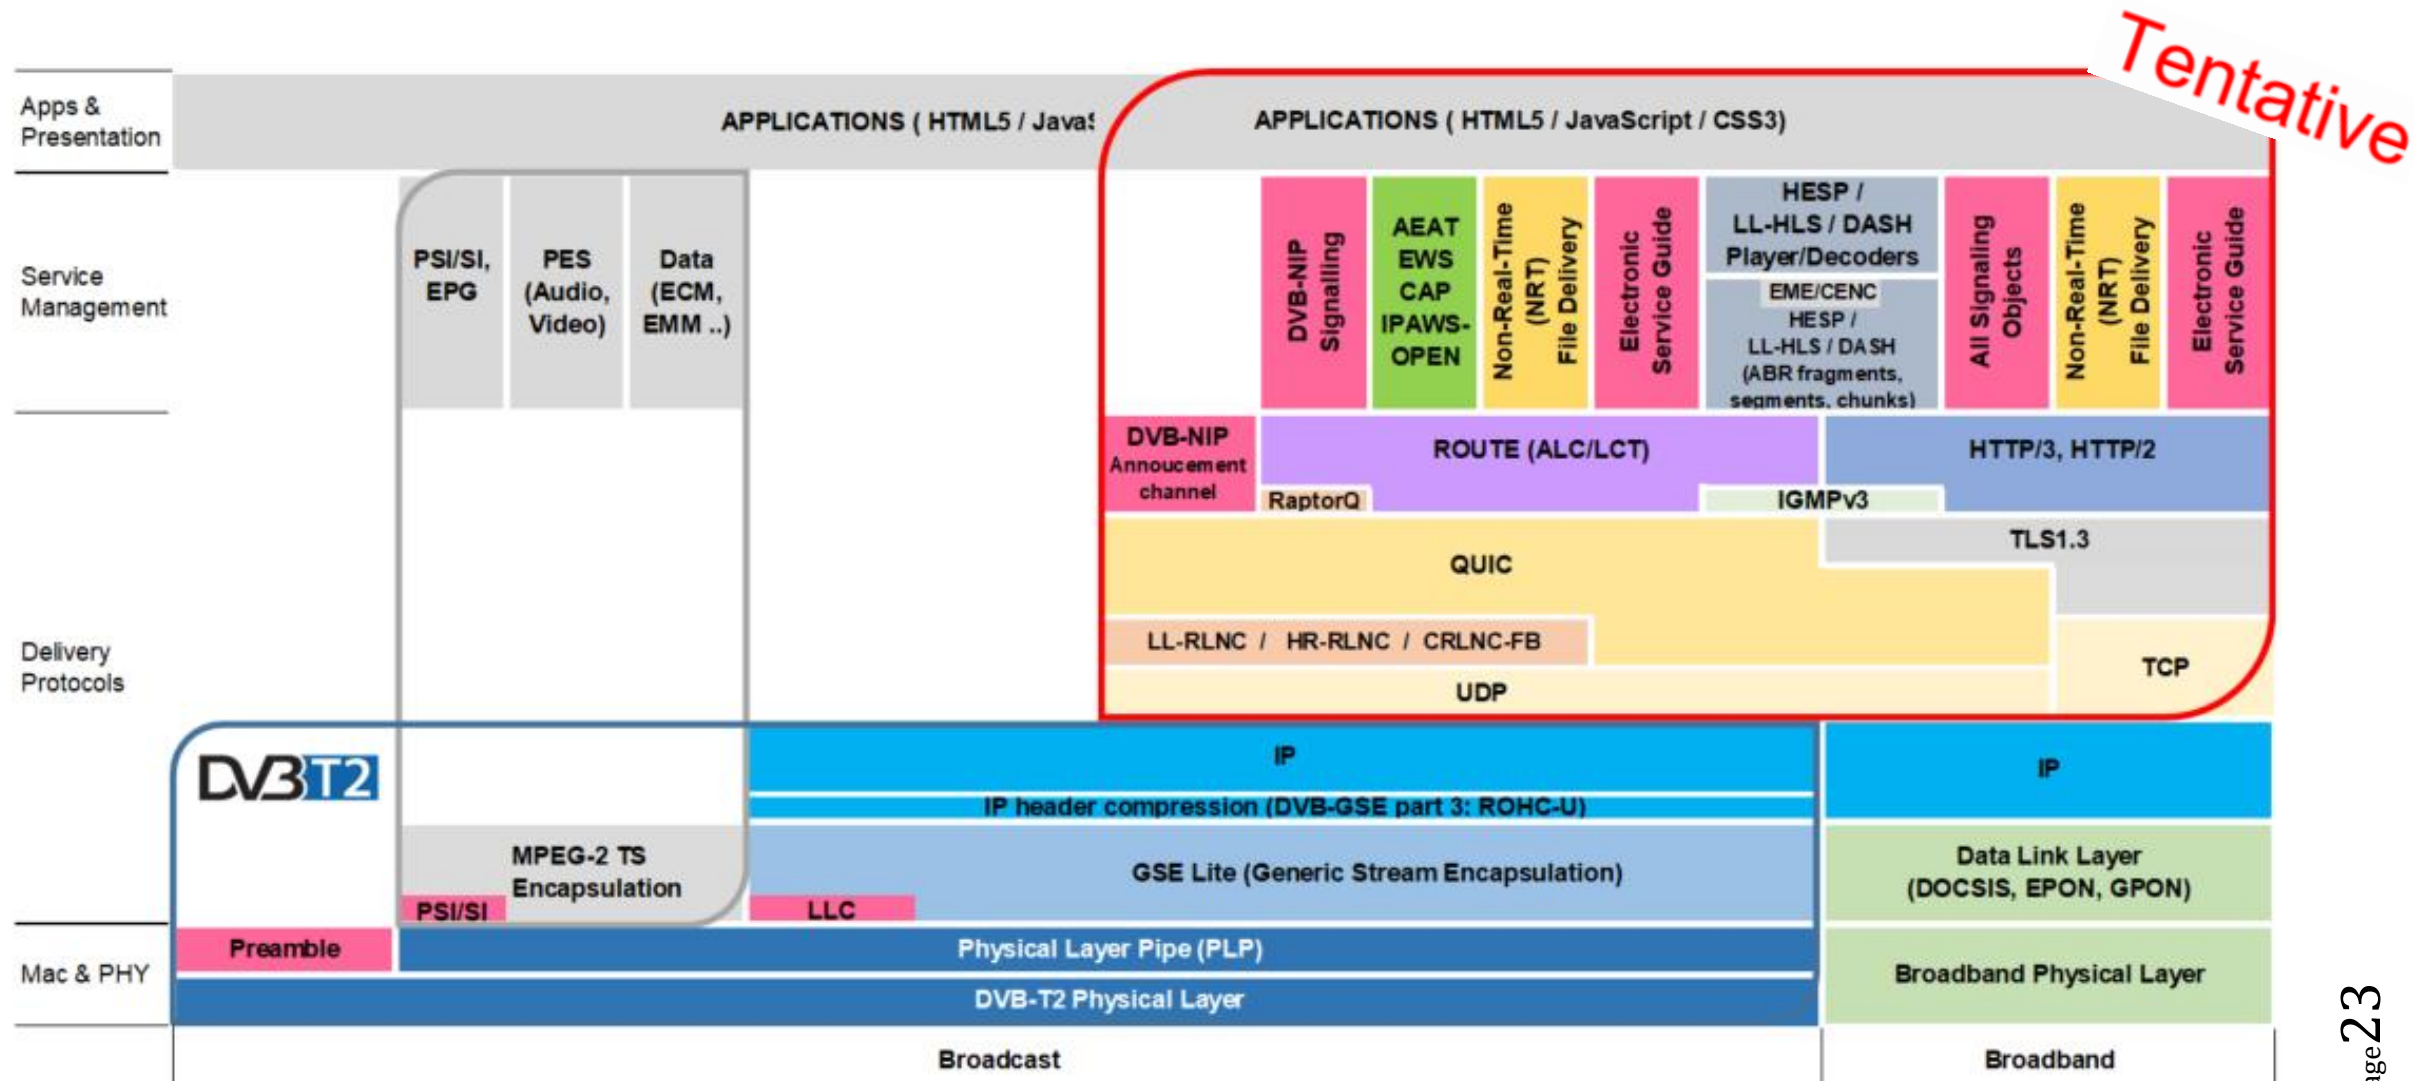 Tentative
Apps &
Presentation
APPLICATIONS ( HTML5 / JavaS
APPLICATIONS ( HTML5 / JavaScript / CSS3)
Service
Management
PSI/SI,
EPG
PES
(Audio,
Video)
Data
(ECM,
EMM ..)
DVB-NIP
Signalling
AEAT
EWS
CAP
IPAWS-
OPEN
Non-Real-Time
(NRT)
File Delivery
Electronic
Service Guide
HESP /
LL-HLS / DASH
Player/Decoders
EME/CENC
HESP /
LL-HLS / DASH
(ABR fragments,
segments, chunks)
All Signaling
Objects
Non-Real-Time
(NRT)
File Delivery
Electronic
Service Guide
DVB-NIP
Annoucement
channel
ROUTE (ALC/LCT)
HTTP/3, HTTP/2
RaptorQ
IGMPv3
TLS1.3
QUIC
Delivery
Protocols
LL-RLNC / HR-RLNC / CRLNC-FB
TCP
UDP
DVB T2
IP
IP
IP header compression (DVB-GSE part 3: ROHC-U)
MPEG-2 TS
Encapsulation
PSI/SI
GSE Lite (Generic Stream Encapsulation)
LLC
Data Link Layer
(DOCSIS, EPON, GPON)
Mac & PHY
Preamble
Physical Layer Pipe (PLP)
DVB-T2 Physical Layer
Broadband Physical Layer
Broadcast
Broadband
age23